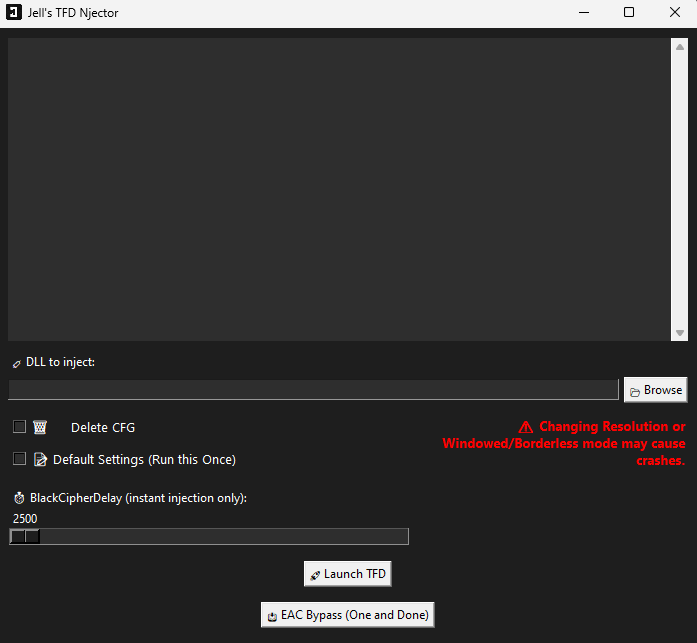 Jell's TFD Njector
DLL to inject:
Browse
Delete CFG
⚠ Changing Resolution or
Windowed/Borderless mode may cause
crashes.
Default Settings (Run this Once)
BlackCipherDelay (instant injection only):
2500
Launch TFD
EAC Bypass (One and Done)